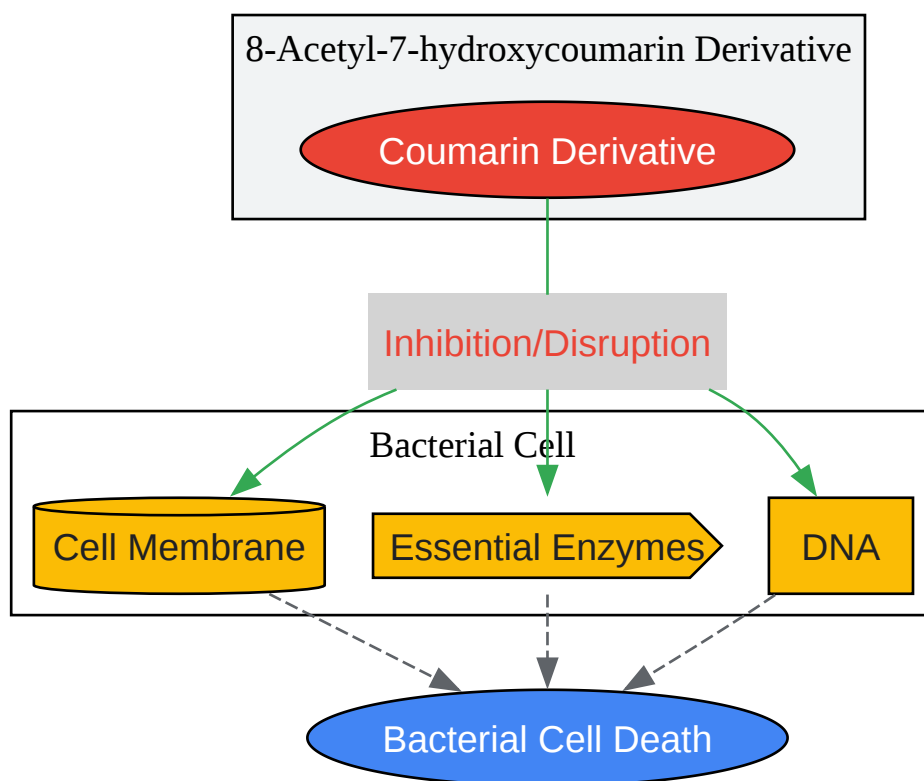 8-Acetyl-7-hydroxycoumarin Derivative
Coumarin Derivative
Inhibition/Disruption
Bacterial Cell
Cell Membrane
Essential Enzymes
DNA
Bacterial Cell Death